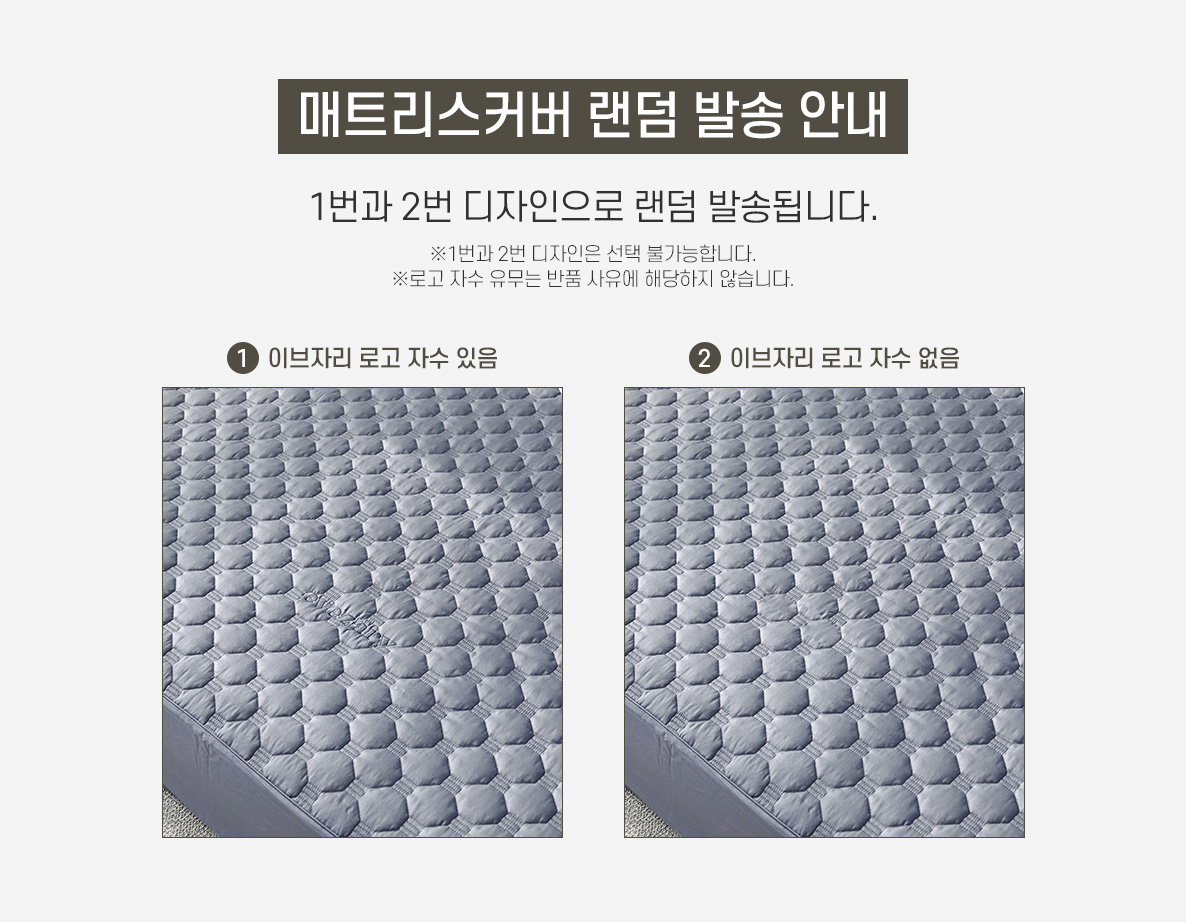 매트리스커버 랜덤 발송 안내
1번과 2번 디자인으로 랜덤 발송됩니다.
※1번과 2번 디자인은 선택 불가능합니다.
※로고 자수 유무는 반품 사유에 해당하지 않습니다.
1 이브자리 로고 자수 있음
2 이브자리 로고 자수 없음